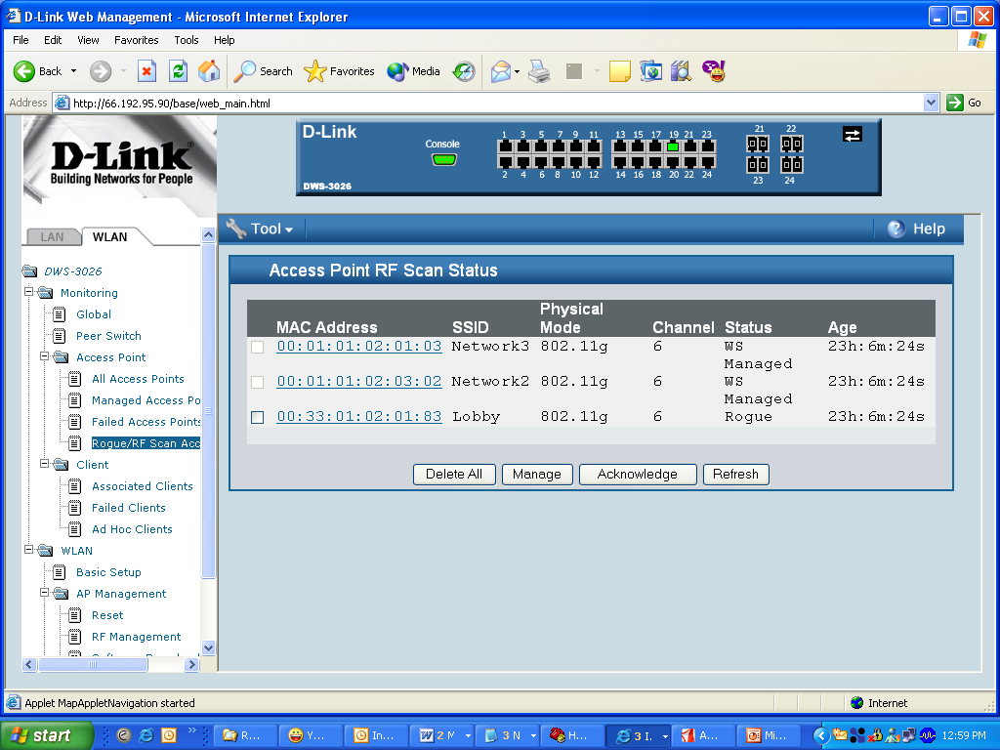 D-Link Web Management - Microsoft Internet Explorer
File Edit View Favorites Tools Help
Back Search Favorites Media
Address http://66.192.95.90/base/web_main.html Go
D-Link
Building Networks for People
D-Link
Console
1 3 5 7 9 11 13 15 17 19 21 23 21 22
2 4 6 8 10 12 14 16 18 20 22 24 23 24
DWS-3026
LAN WLAN
Tool Help
DWS-3026
Monitoring
Global
Peer Switch
Access Point
All Access Points
Managed Access Po
Failed Access Points
Rogue/RF Scan Acc
Client
Associated Clients
Failed Clients
Ad Hoc Clients
WLAN
Basic Setup
AP Management
Reset
RF Management
Access Point RF Scan Status
MAC Address SSID Physical Mode Channel Status Age
00:01:01:02:01:03 Network3 802.11g 6 WS Managed 23h:6m:24s
00:01:01:02:03:02 Network2 802.11g 6 WS Managed 23h:6m:24s
00:33:01:02:01:83 Lobby 802.11g 6 Rogue 23h:6m:24s
Delete All Manage Acknowledge Refresh
Applet MapAppletNavigation started Internet
start R... Y... In... 2 M 3 N H... 3 I. A... Mi... 12:59 PM